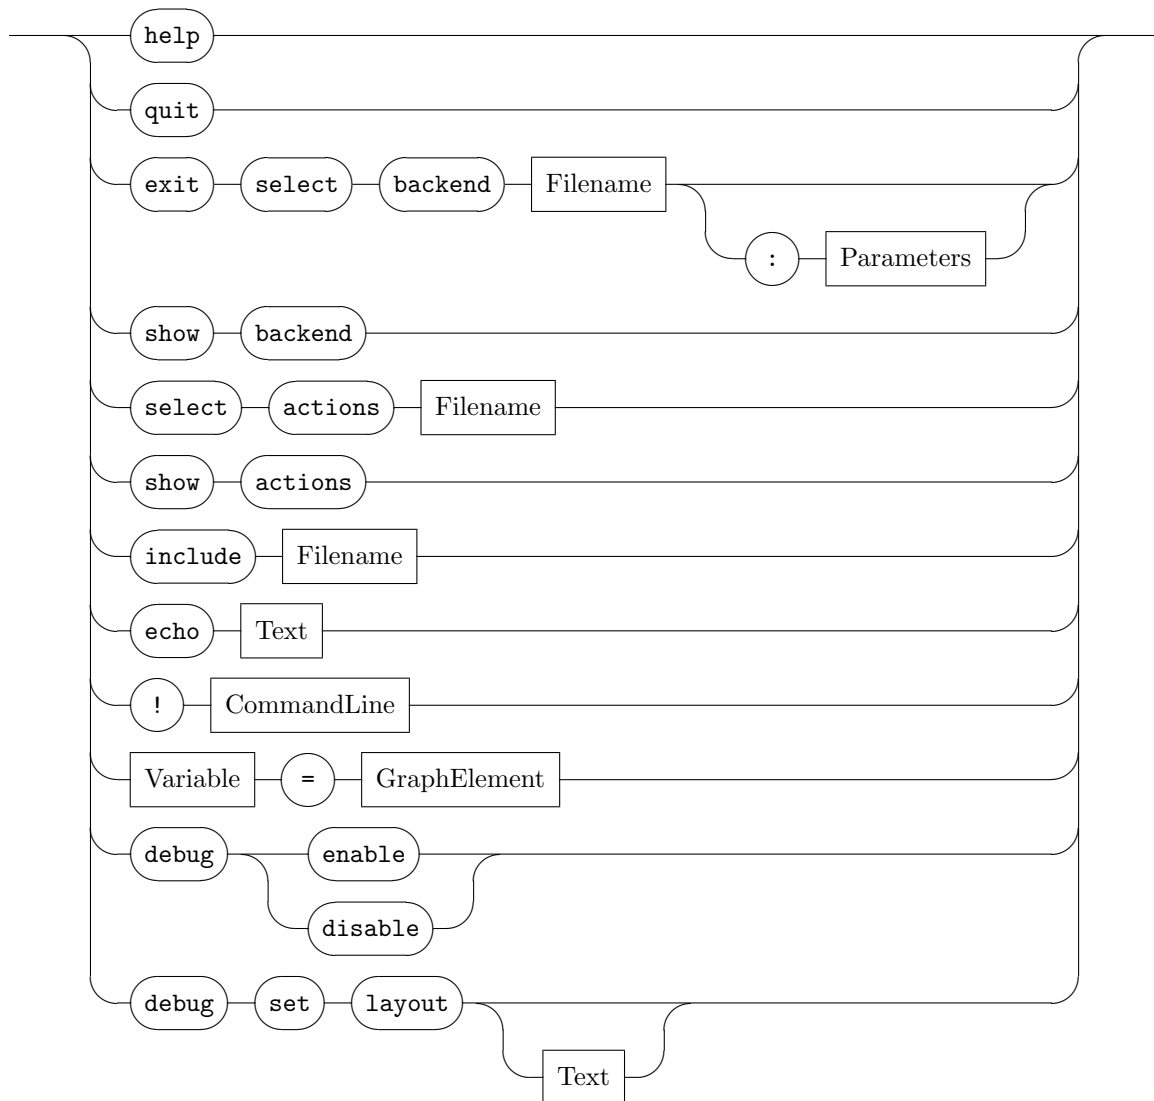 help
quit
exit select backend Filename
: Parameters
show backend
select actions Filename
show actions
include Filename
echo Text
! CommandLine
Variable = GraphElement
debug enable
disable
debug set layout
Text